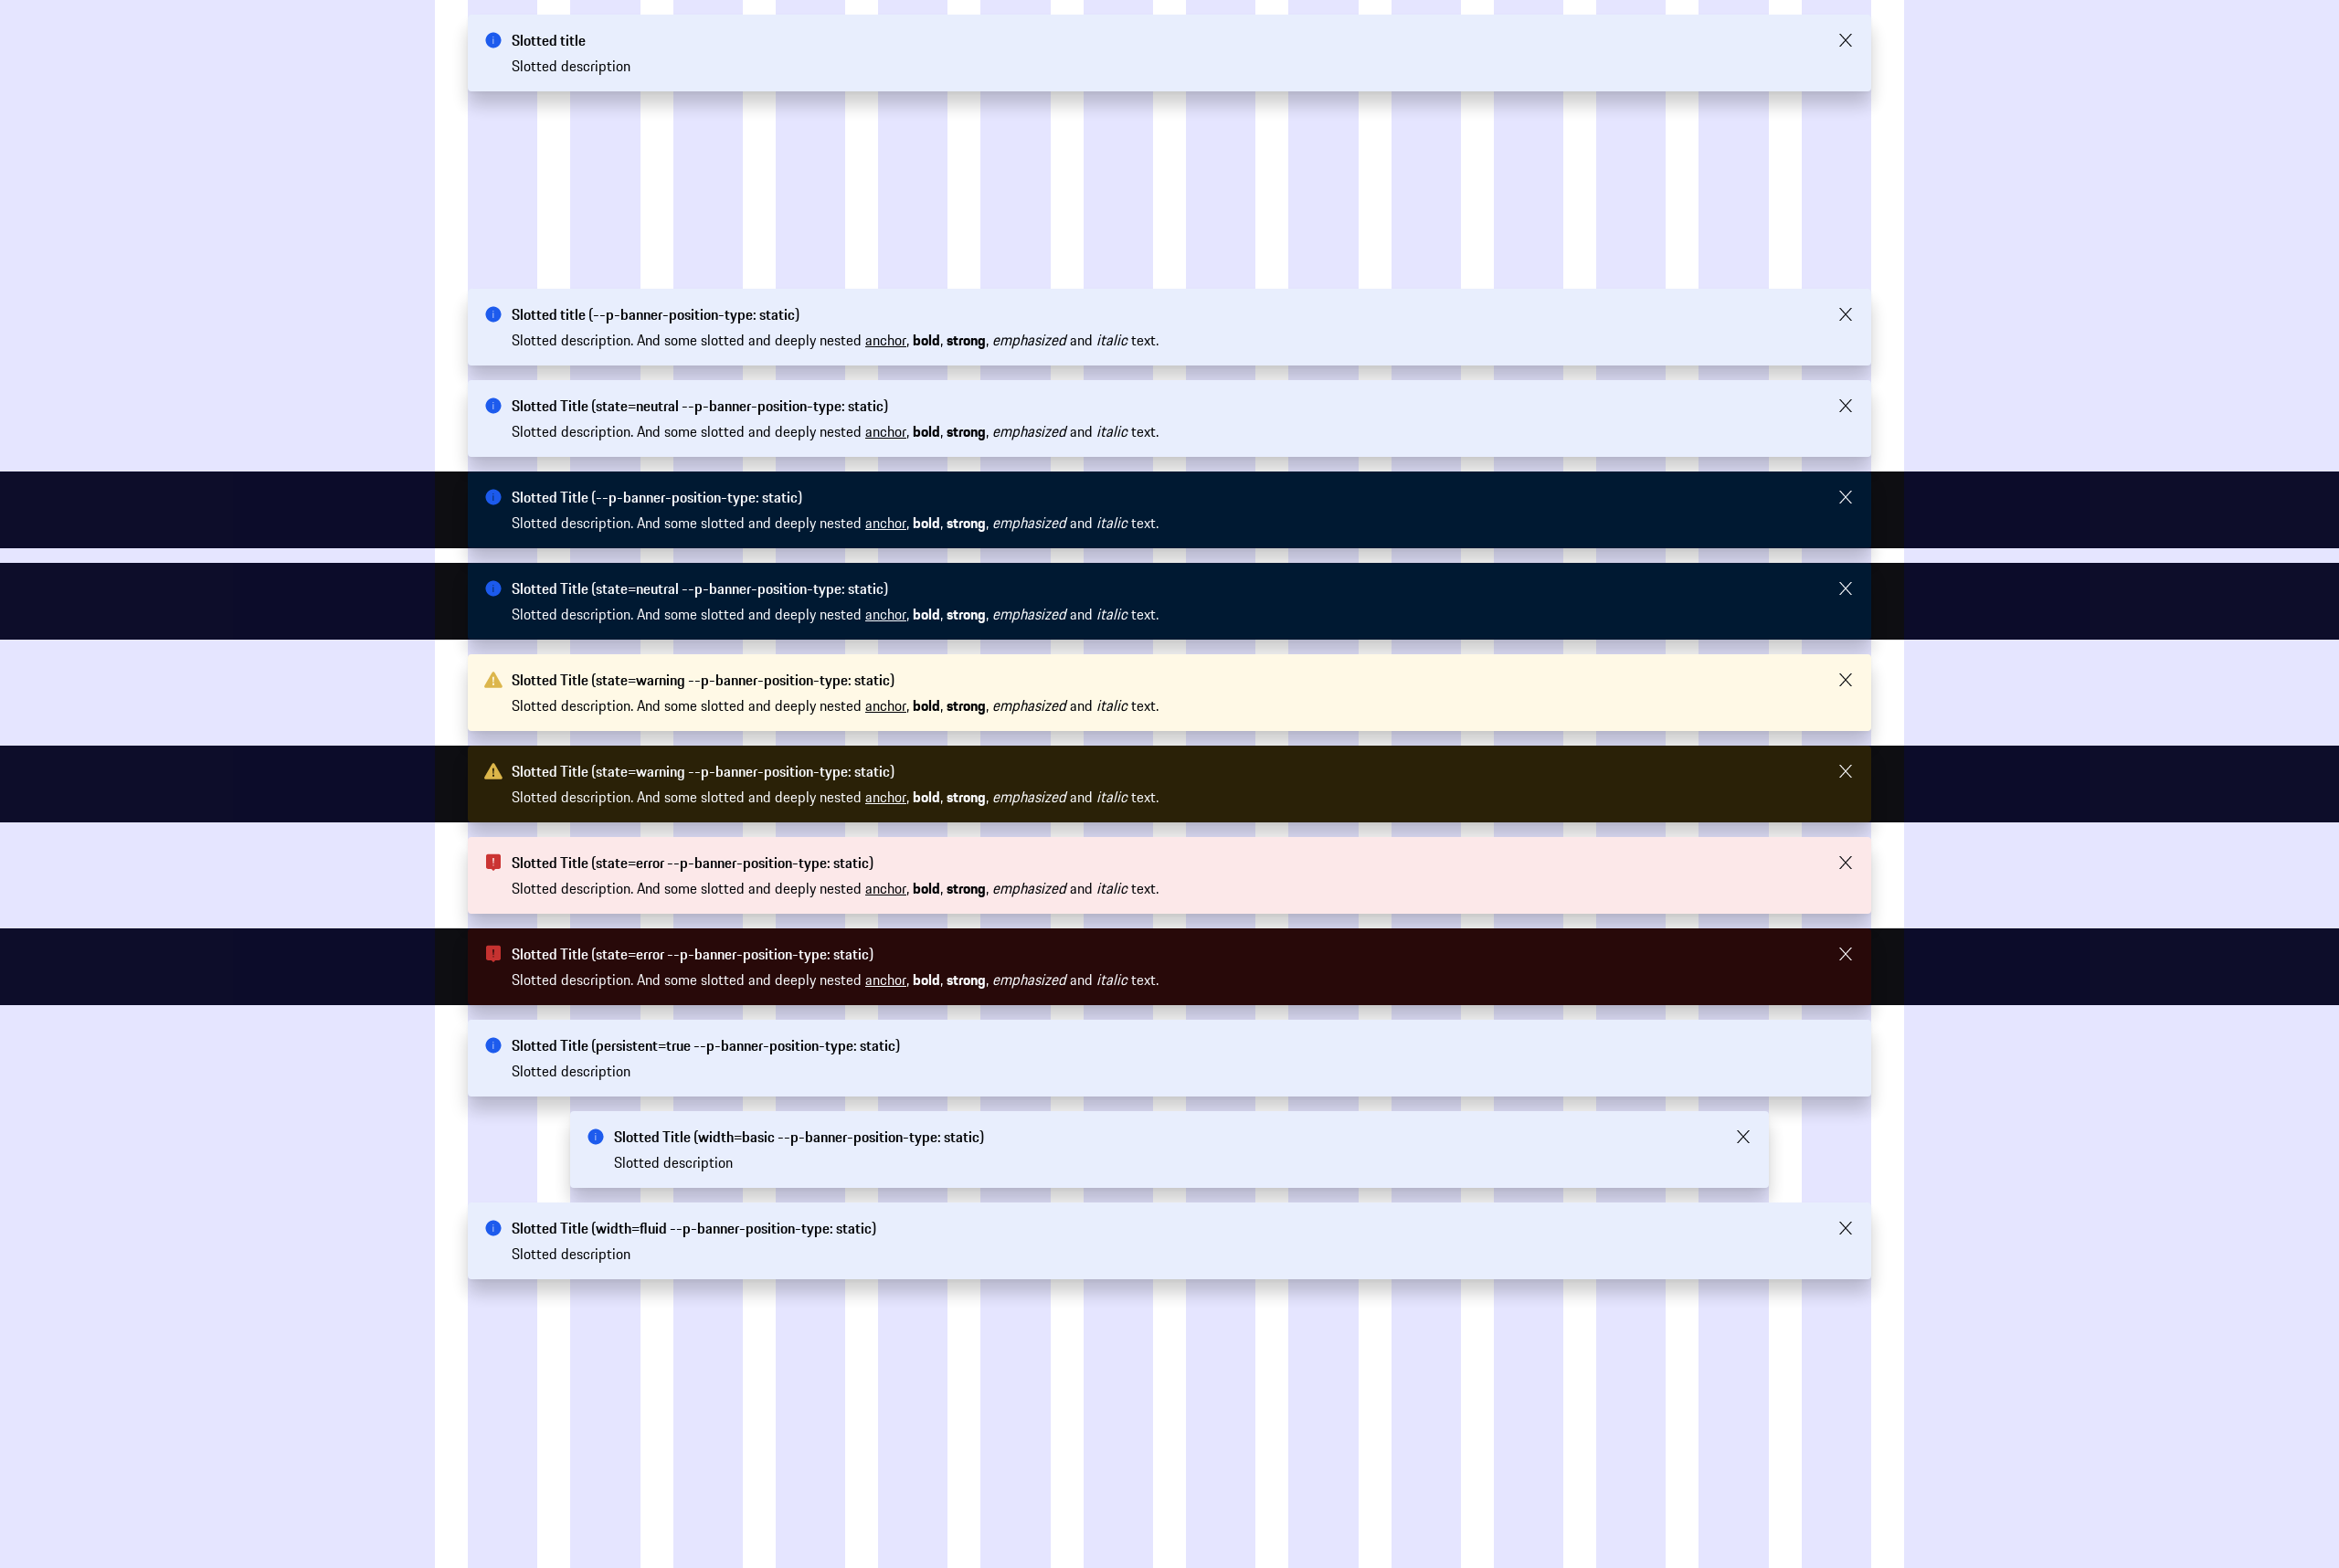 Slotted title
Slotted description
Slotted title (--p-banner-position-type: static)
Slotted description. And some slotted and deeply nested anchor, bold, strong, emphasized and italic text.
Slotted Title (state=neutral --p-banner-position-type: static)
Slotted description. And some slotted and deeply nested anchor, bold, strong, emphasized and italic text.
Slotted Title (--p-banner-position-type: static)
Slotted description. And some slotted and deeply nested anchor, bold, strong, emphasized and italic text.
Slotted Title (state=neutral --p-banner-position-type: static)
Slotted description. And some slotted and deeply nested anchor, bold, strong, emphasized and italic text.
Slotted Title (state=warning --p-banner-position-type: static)
Slotted description. And some slotted and deeply nested anchor, bold, strong, emphasized and italic text.
Slotted Title (state=warning --p-banner-position-type: static)
Slotted description. And some slotted and deeply nested anchor, bold, strong, emphasized and italic text.
Slotted Title (state=error --p-banner-position-type: static)
Slotted description. And some slotted and deeply nested anchor, bold, strong, emphasized and italic text.
Slotted Title (state=error --p-banner-position-type: static)
Slotted description. And some slotted and deeply nested anchor, bold, strong, emphasized and italic text.
Slotted Title (persistent=true --p-banner-position-type: static)
Slotted description
Slotted Title (width=basic --p-banner-position-type: static)
Slotted description
Slotted Title (width=fluid --p-banner-position-type: static)
Slotted description